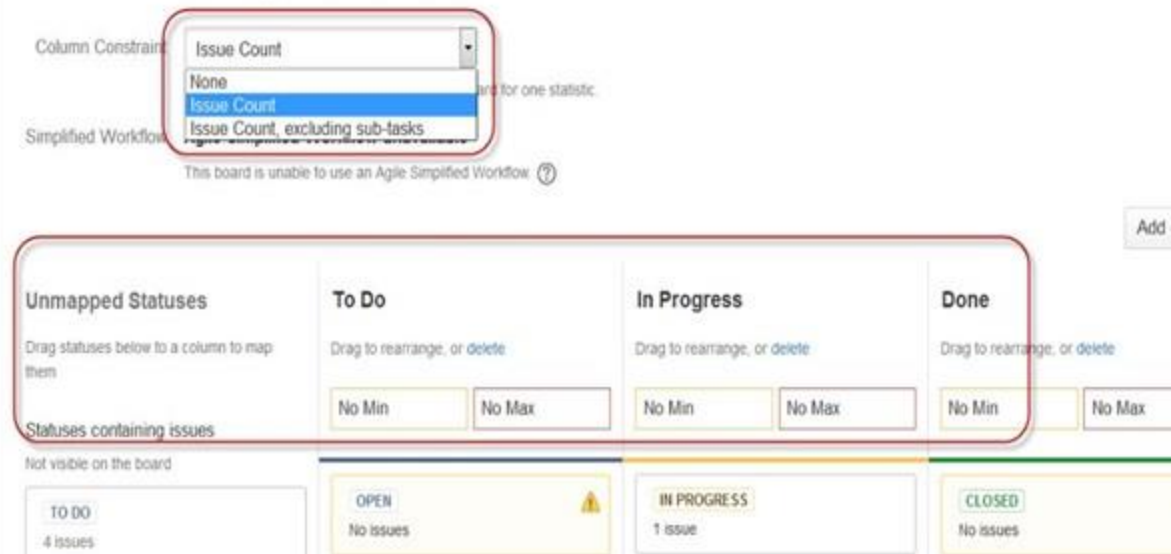 Column Constraint
Issue Count
None
Issue Count
Issue Count, excluding sub-tasks
ard for one statistic.
Simplified Workflow
This board is unable to use an Agile Simplified Workflow.
Add
Unmapped Statuses
To Do
In Progress
Done
Drag statuses below to a column to map
them
Drag to rearrange, or delete
Drag to rearrange, or delete
Drag to rearrange, or delete
No Min
No Max
No Min
No Max
No Min
No Max
Statuses containing issues
Not visible on the board
TO DO
4 issues
OPEN
No issues
IN PROGRESS
1 issue
CLOSED
No issues